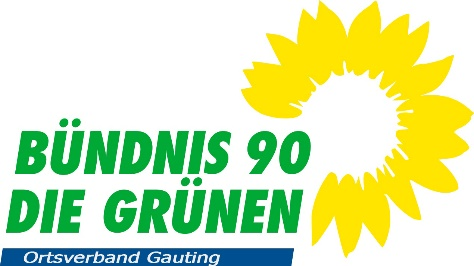 BÜNDNIS 90
DIE GRÜNEN
Ortsverband Gauting